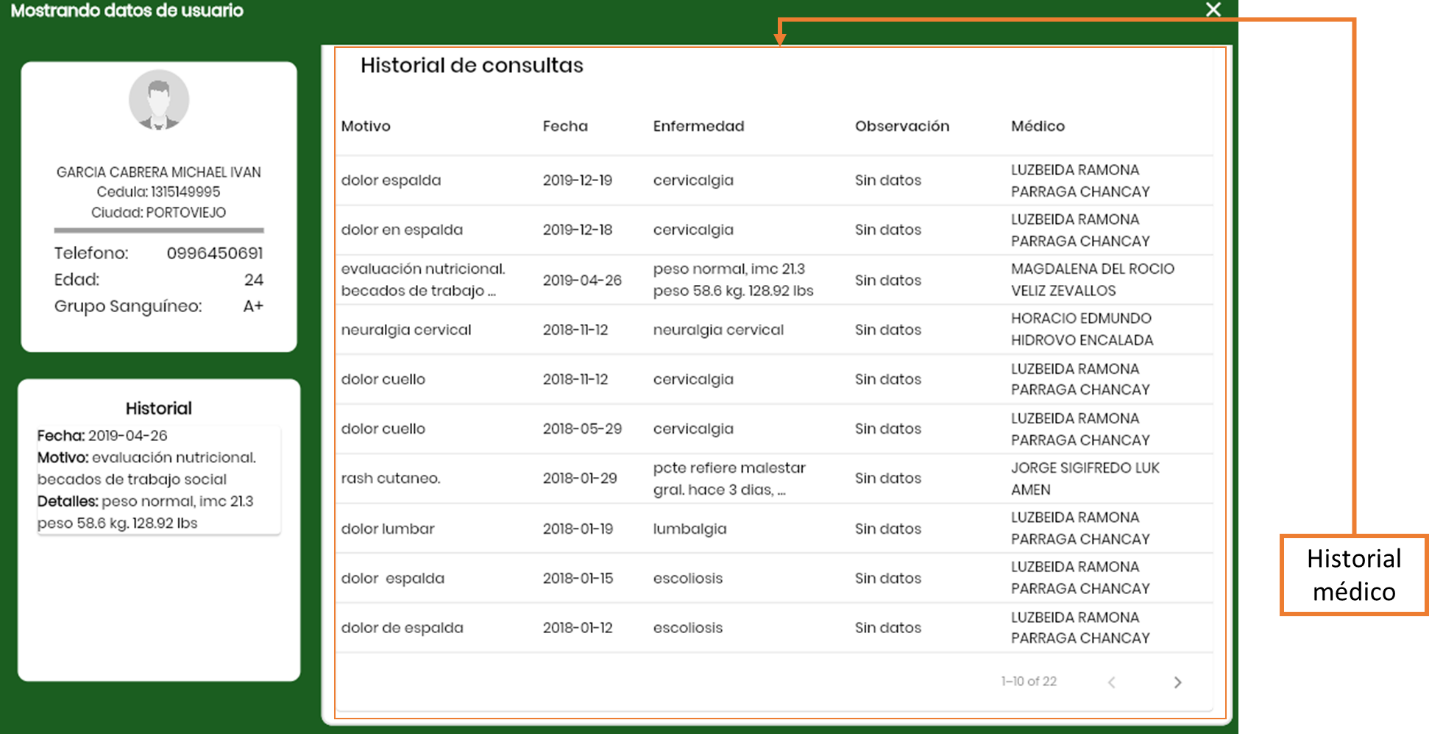 Mostrando datos de usuario
GARCIA CABRERA MICHAEL IVAN
Cedula: 1315149995
Ciudad: PORTOVIEJO
Telefono: 0996450691
Edad: 24
Grupo Sanguíneo: A+
Historial
Fecha: 2019-04-26
Motivo: evaluación nutricional.
becados de trabajo social
Detalles: peso normal, imc 21.3
peso 58.6 kg. 128.92 lbs
Historial de consultas
Motivo Fecha Enfermedad Observación Médico
dolor espalda 2019-12-19 cervicalgia Sin datos LUZBEIDA RAMONA
PARRAGA CHANCAY
dolor en espalda 2019-12-18 cervicalgia Sin datos LUZBEIDA RAMONA
PARRAGA CHANCAY
evaluación nutricional. 2019-04-26 peso normal, imc 21.3 Sin datos MAGDALENA DEL ROCIO
becados de trabajo ... peso 58.6 kg. 128.92 lbs VELIZ ZEVALLOS
neuralgia cervical 2018-11-12 neuralgia cervical Sin datos HORACIO EDMUNDO
HIDROVO ENCALADA
dolor cuello 2018-11-12 cervicalgia Sin datos LUZBEIDA RAMONA
PARRAGA CHANCAY
dolor cuello 2018-05-29 cervicalgia Sin datos LUZBEIDA RAMONA
PARRAGA CHANCAY
rash cutaneo. 2018-01-29 pcte refiere malestar Sin datos JORGE SIGIFREDO LUK
gral. hace 3 dias, ... AMEN
dolor lumbar 2018-01-19 lumbalgia Sin datos LUZBEIDA RAMONA
PARRAGA CHANCAY
dolor espalda 2018-01-15 escoliosis Sin datos LUZBEIDA RAMONA
PARRAGA CHANCAY
dolor de espalda 2018-01-12 escoliosis Sin datos LUZBEIDA RAMONA
PARRAGA CHANCAY
1–10 of 22
Historial
médico